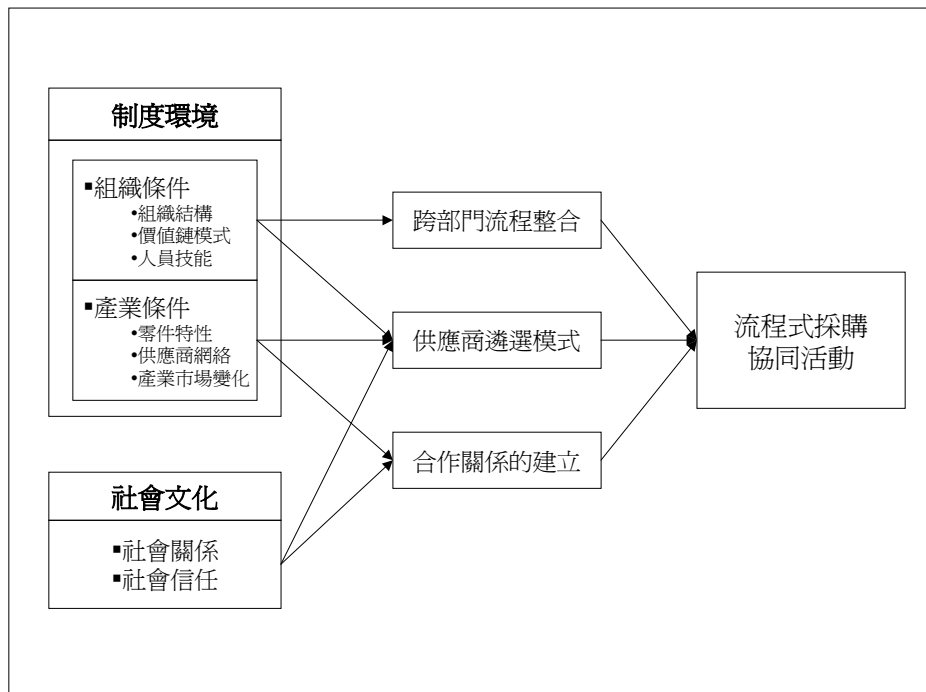 制度環境
▪組織條件
•組織結構
•價值鏈模式
•人員技能
▪產業條件
•零件特性
•供應商網絡
•產業市場變化
社會文化
▪社會關係
▪社會信任
跨部門流程整合
供應商遴選模式
合作關係的建立
流程式採購
協同活動